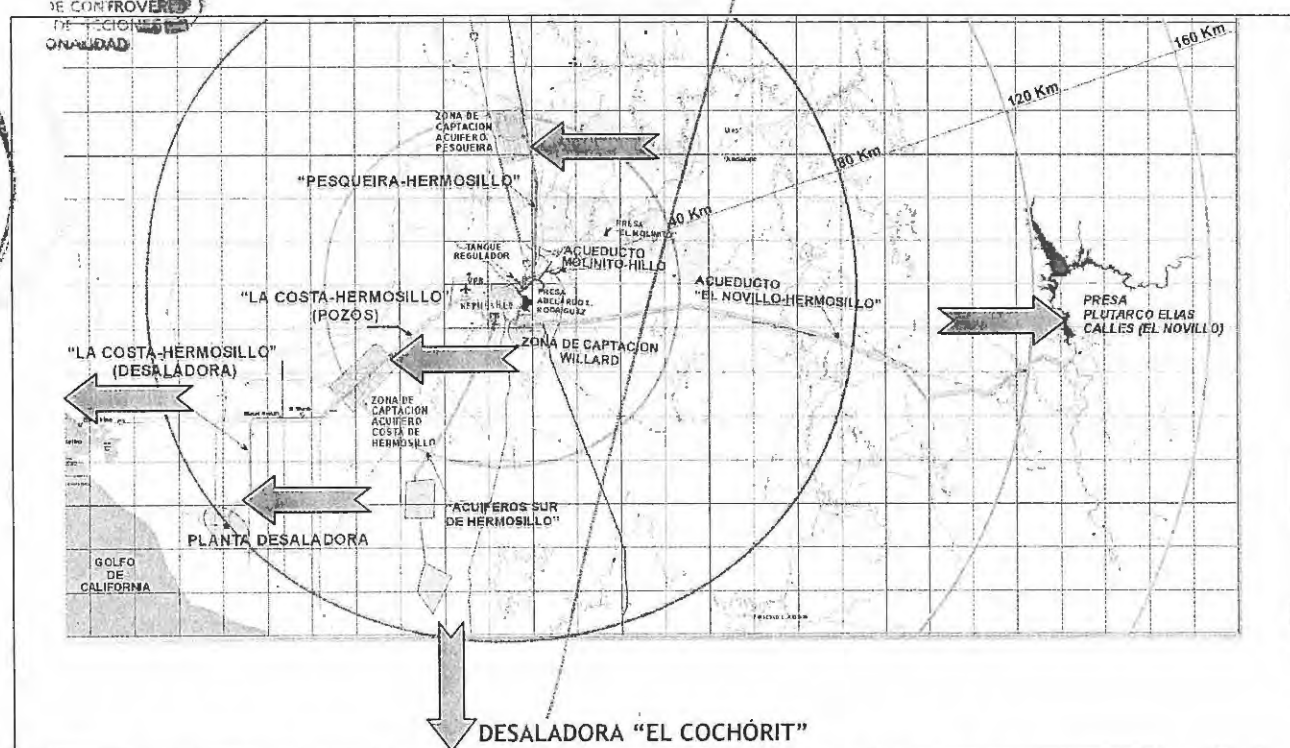 DE CONTROVER
DE
ONALIDAD
160 Km
120 Km
80 Km
40 Km
ZONA DE
CAPTACION
ACUIFERO
PESQUEIRA
"PESQUEIRA-HERMOSILLO"
PRESA
"EL MOLINITO"
TANQUE
REGULADOR
ACUEDUCTO
MOLINITO-HILLO
ACUEDUCTO
"EL NOVILLO-HERMOSILLO"
"LA COSTA-HERMOSILLO"
(POZOS)
PRESA
ABELARDO L.
RODRIGUEZ
PRESA
PLUTARCO ELIAS
CALLES (EL NOVILLO)
ZONA DE CAPTACION
WILLARD
"LA COSTA-HERMOSILLO"
(DESALADORA)
ZONA DE
CAPTACION
ACUIFERO
COSTA DE
HERMOSILLO
"ACUIFEROS SUR
DE HERMOSILLO"
PLANTA DESALADORA
GOLFO
DE
CALIFORNIA
DESALADORA "EL COCHÓRIT"